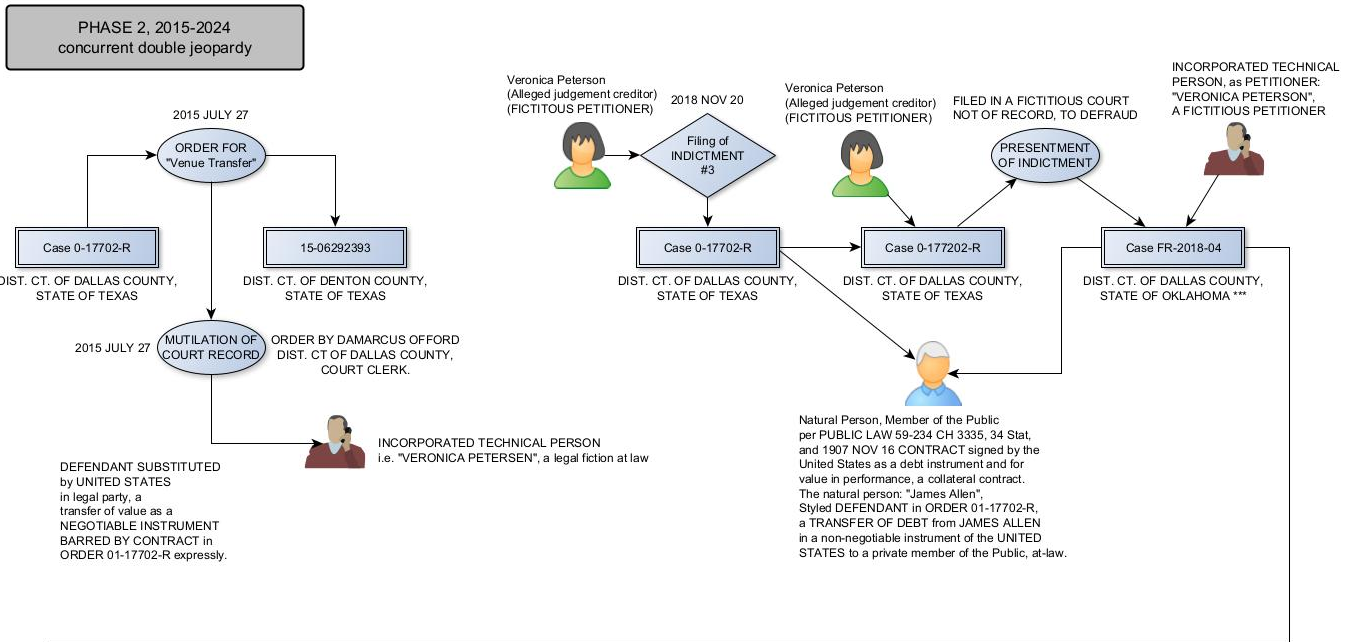 PHASE 2, 2015-2024
concurrent double jeopardy
2015 JULY 27
ORDER FOR
"Venue Transfer"
Case 0-17702-R
DIST. CT. OF DALLAS COUNTY,
STATE OF TEXAS
15-06292393
DIST. CT. OF DENTON COUNTY,
STATE OF TEXAS
2015 JULY 27
MUTILATION OF
COURT RECORD
ORDER BY DAMARCUS OFFORD
DIST. CT OF DALLAS COUNTY,
COURT CLERK.
INCORPORATED TECHNICAL PERSON
i.e. "VERONICA PETERSEN", a legal fiction at law
DEFENDANT SUBSTITUTED
by UNITED STATES
in legal party, a
transfer of value as a
NEGOTIABLE INSTRUMENT
BARRED BY CONTRACT in
ORDER 01-17702-R expressly.
Veronica Peterson
(Alleged judgement creditor)
(FICTITOUS PETITIONER)
2018 NOV 20
Filing of
INDICTMENT
#3
Case 0-17702-R
DIST. CT. OF DALLAS COUNTY,
STATE OF TEXAS
Veronica Peterson
(Alleged judgement creditor)
(FICTITOUS PETITIONER)
Case 0-177202-R
DIST. CT. OF DALLAS COUNTY,
STATE OF TEXAS
FILED IN A FICTITIOUS COURT
NOT OF RECORD, TO DEFRAUD
PRESENTMENT
OF INDICTMENT
INCORPORATED TECHNICAL
PERSON, as PETITIONER:
"VERONICA PETERSON",
A FICTITIOUS PETITIONER
Case FR-2018-04
DIST. CT. OF DALLAS COUNTY,
STATE OF OKLAHOMA ***
Natural Person, Member of the Public
per PUBLIC LAW 59-234 CH 3335, 34 Stat,
and 1907 NOV 16 CONTRACT signed by the
United States as a debt instrument and for
value in performance, a collateral contract.
The natural person: "James Allen",
Styled DEFENDANT in ORDER 01-17702-R,
a TRANSFER OF DEBT from JAMES ALLEN
in a non-negotiable instrument of the UNITED
STATES to a private member of the Public, at-law.